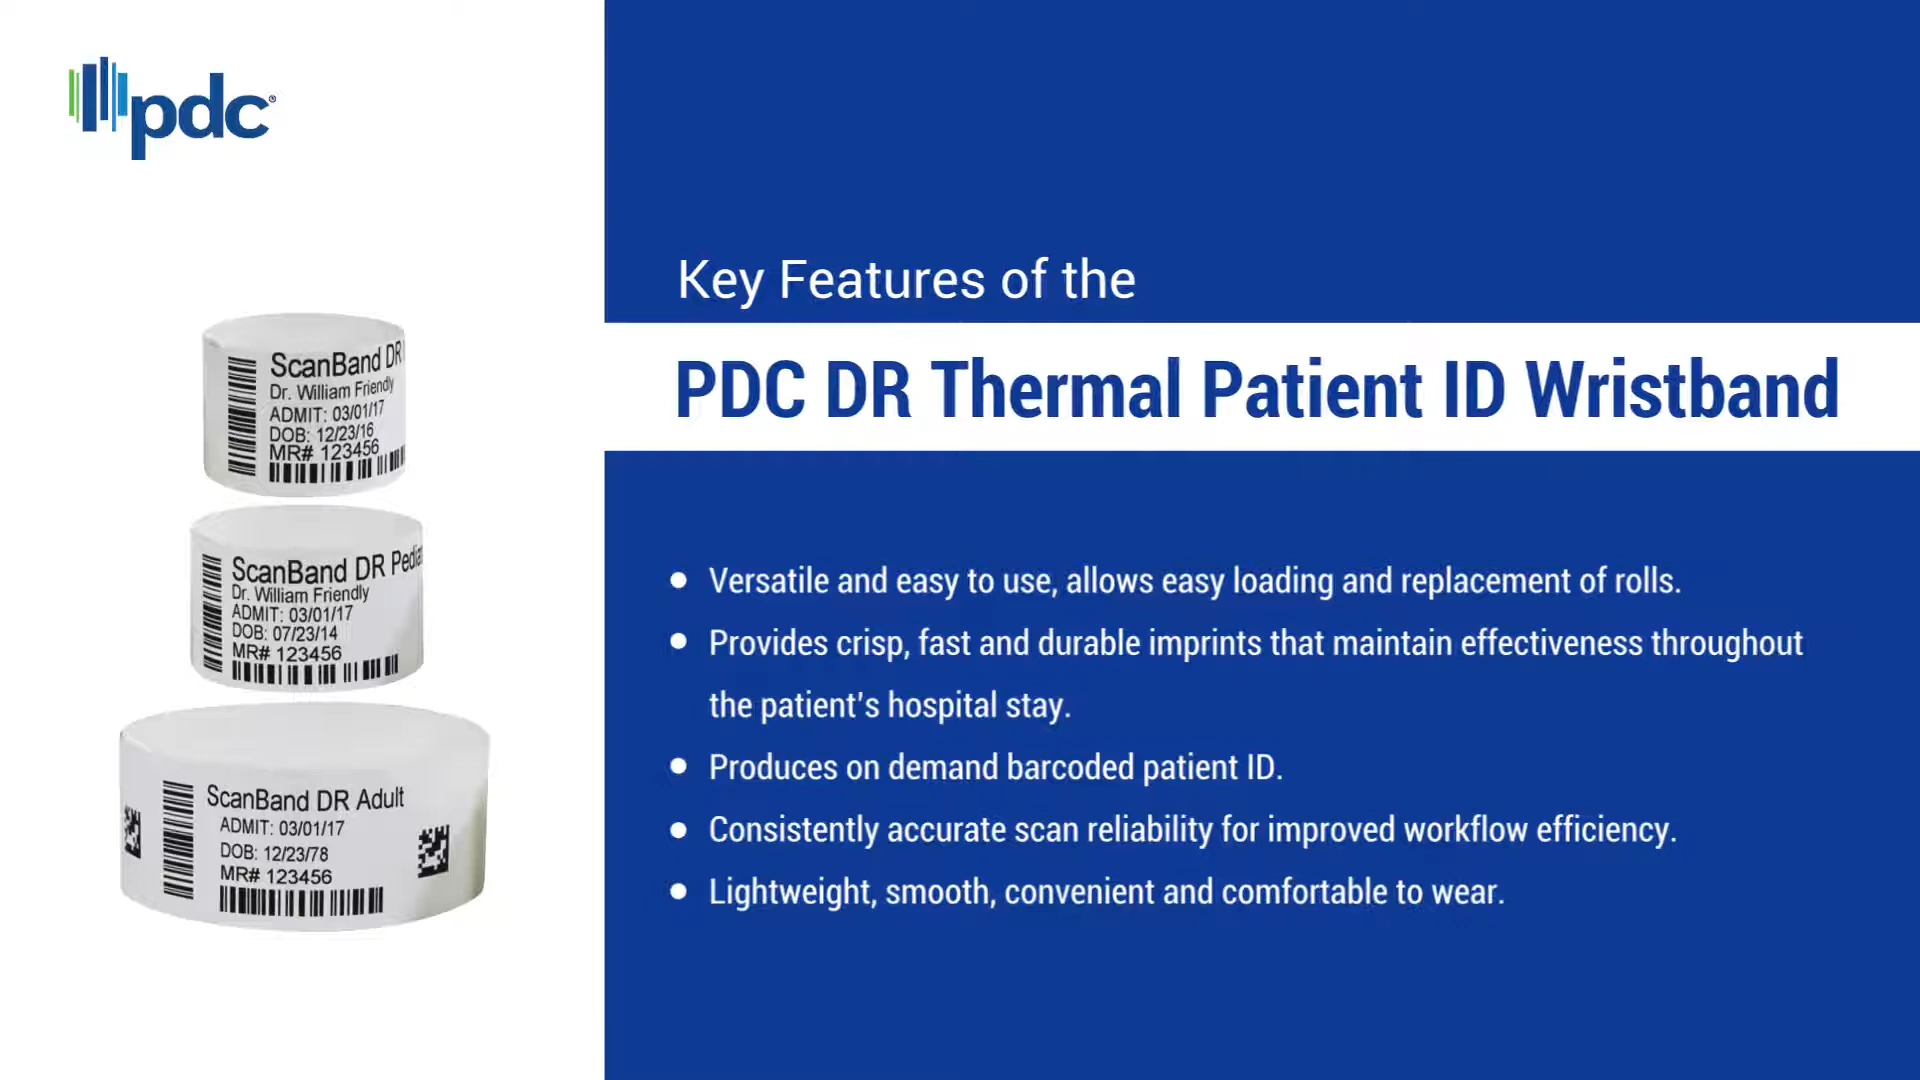 pdc
Key Features of the
PDC DR Thermal Patient ID Wristband
ScanBand DR
Dr. William Friendly
ADMIT: 03/01/17
DOB: 12/23/16
MR# 123456
ScanBand DR
Dr. William Friendly
ADMIT: 03/01/17
DOB: 07/23/14
MR# 123456
ScanBand DR Adult
ADMIT: 03/01/17
DOB: 12/23/78
MR# 123456
● Versatile and easy to use, allows easy loading and replacement of rolls.
● Provides crisp, fast and durable imprints that maintain effectiveness throughout
the patient's hospital stay.
● Produces on demand barcoded patient ID.
● Consistently accurate scan reliability for improved workflow efficiency.
● Lightweight, smooth, convenient and comfortable to wear.